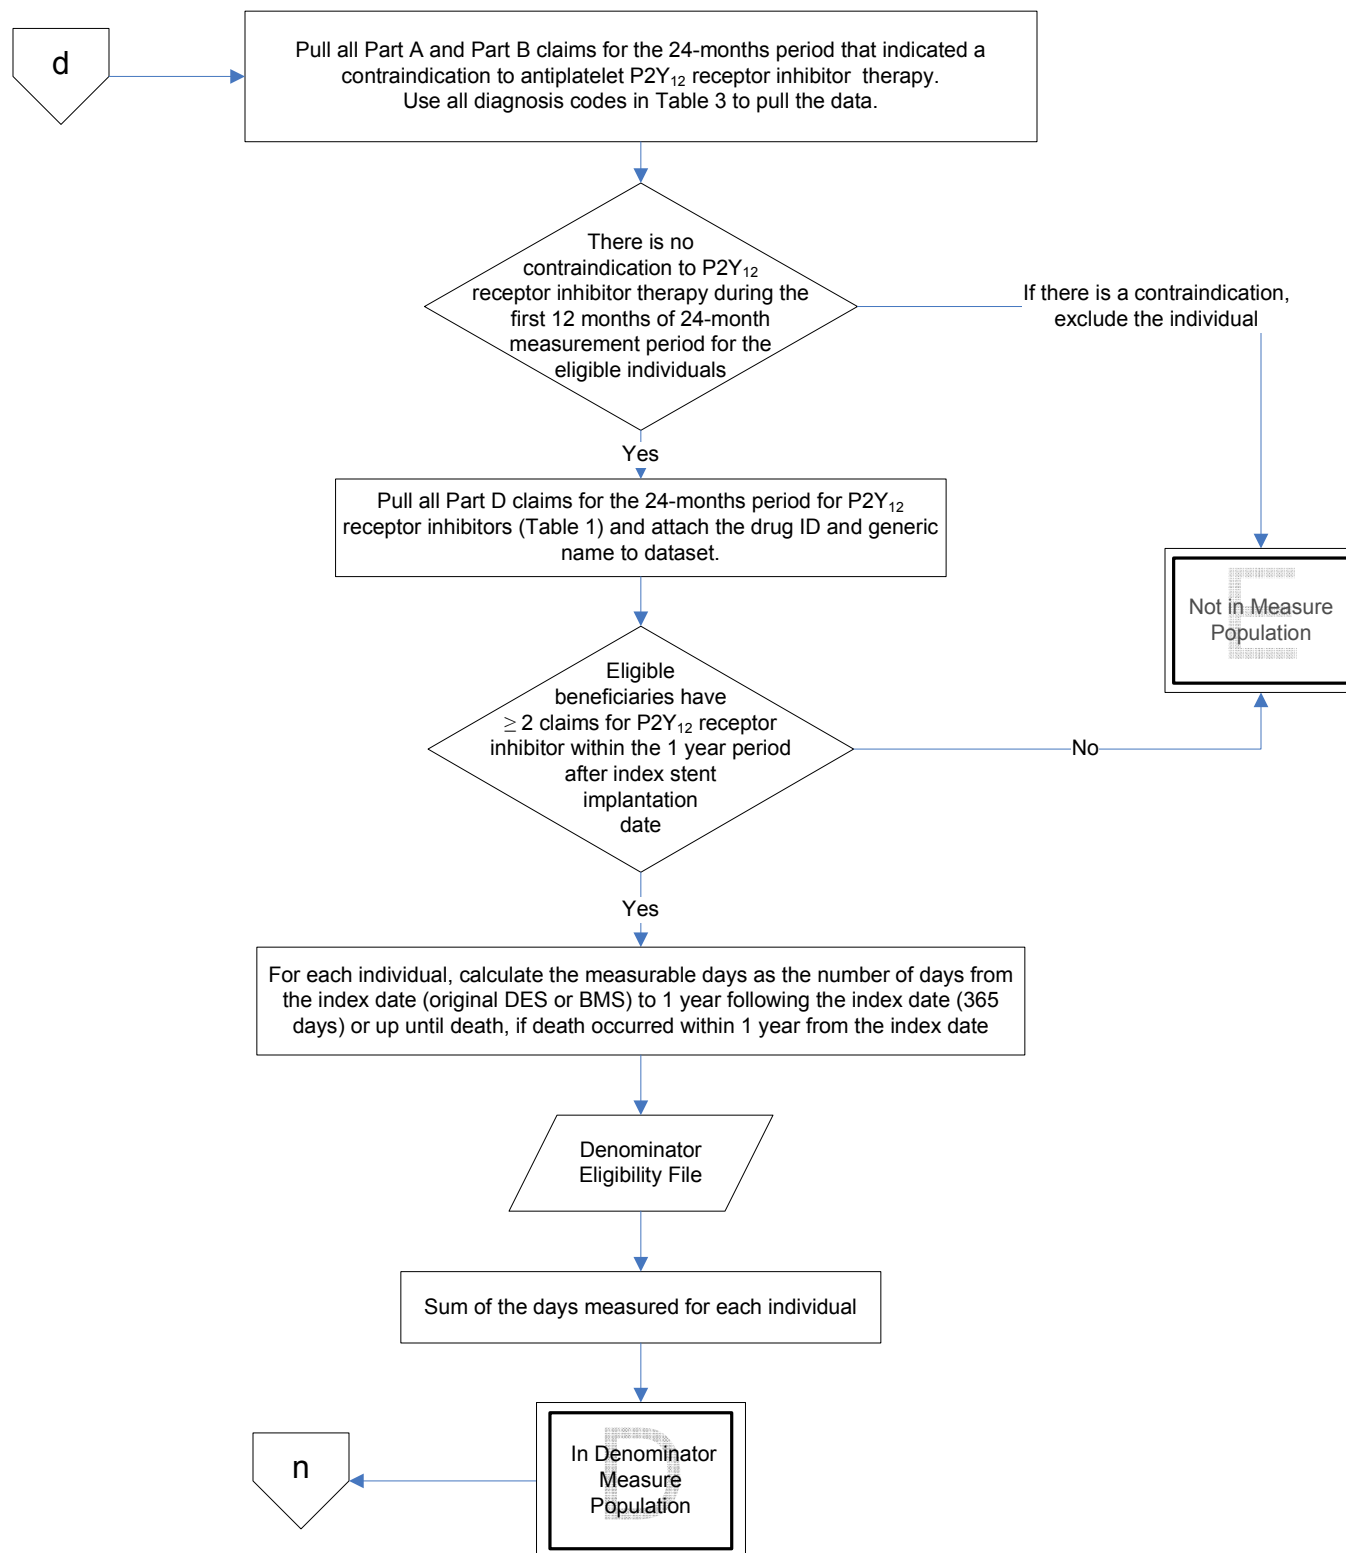 d
Pull all Part A and Part B claims for the 24-months period that indicated a
contraindication to antiplatelet P2Y₁₂ receptor inhibitor therapy.
Use all diagnosis codes in Table 3 to pull the data.
There is no
contraindication to P2Y₁₂
receptor inhibitor therapy during the
first 12 months of 24-month
measurement period for the
eligible individuals
If there is a contraindication,
exclude the individual
Yes
Pull all Part D claims for the 24-months period for P2Y₁₂
receptor inhibitors (Table 1) and attach the drug ID and generic
name to dataset.
E
Not in Measure
Population
Eligible
beneficiaries have
≥ 2 claims for P2Y₁₂ receptor
inhibitor within the 1 year period
after index stent
implantation
date
No
Yes
For each individual, calculate the measurable days as the number of days from
the index date (original DES or BMS) to 1 year following the index date (365
days) or up until death, if death occurred within 1 year from the index date
Denominator
Eligibility File
Sum of the days measured for each individual
D
In Denominator
Measure
Population
n